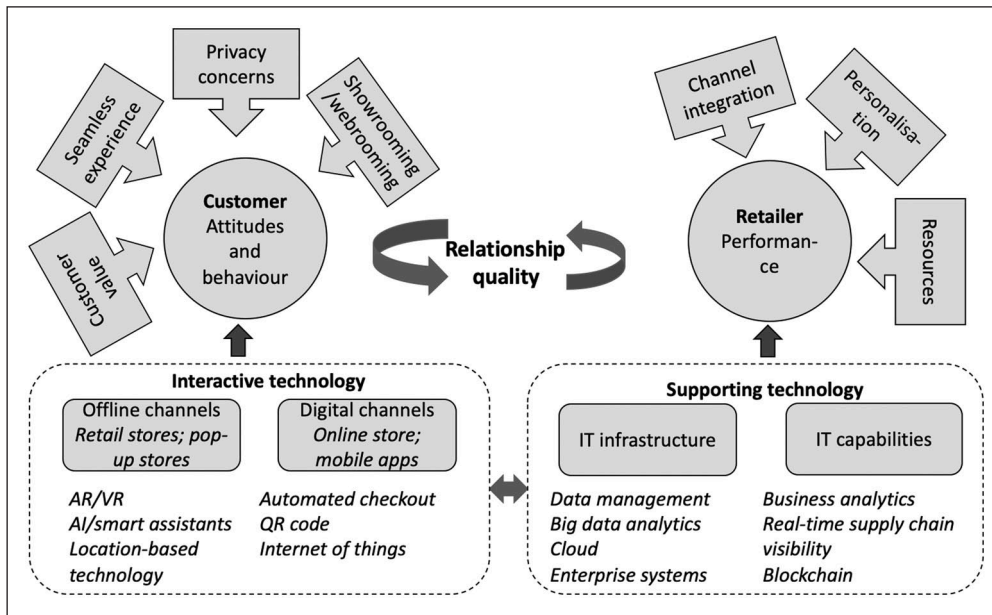 Privacy
concerns
Seamless
experience
Showrooming
/webrooming
Customer
value
Customer
Attitudes
and
behaviour
Relationship
quality
Channel
integration
Personalisa-
tion
Resources
Retailer
Performan-
ce
Interactive technology
Offline channels
Retail stores; pop-
up stores
Digital channels
Online store;
mobile apps
AR/VR
AI/smart assistants
Location-based
technology
Automated checkout
QR code
Internet of things
Supporting technology
IT infrastructure
IT capabilities
Data management
Big data analytics
Cloud
Enterprise systems
Business analytics
Real-time supply chain
visibility
Blockchain